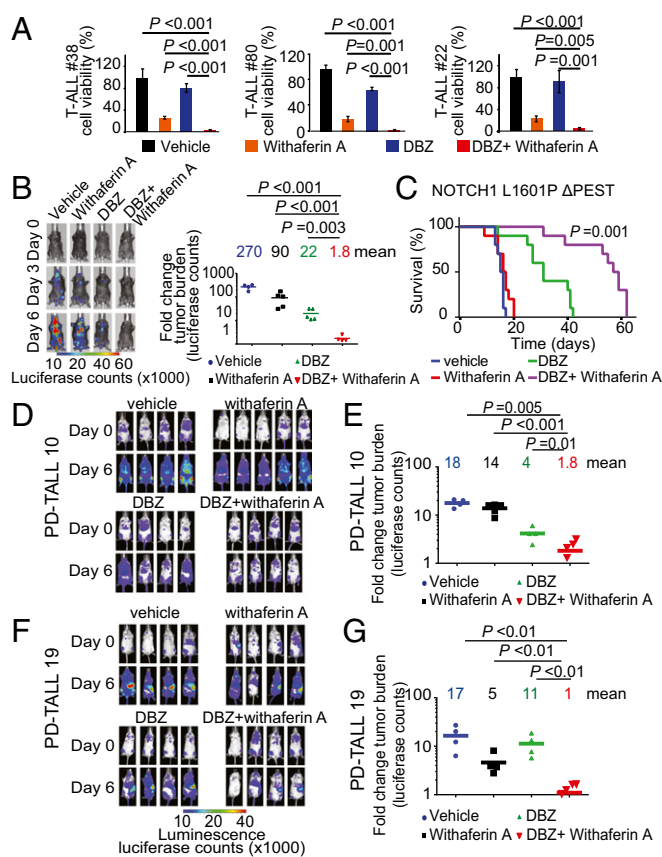 A
P <0.001
P <0.001
P <0.001
T-ALL #38
cell viability (%)
120
80
40
0
P <0.001
P=0.001
P <0.001
T-ALL #80
cell viability (%)
120
80
40
0
P <0.001
P=0.005
P =0.001
T-ALL #22
cell viability (%)
120
80
40
0
Vehicle
Withaferin A
DBZ
DBZ+ Withaferin A
B
Vehicle
Withaferin A
DBZ
DBZ+
Withaferin A
Day 0
Day 3
Day 6
10 20 40 60
Luciferase counts (x1000)
P <0.001
P <0.001
P =0.003
270 90 22 1.8 mean
Fold change
tumor burden
(luciferase counts)
1000
100
10
1
Vehicle
DBZ
Withaferin A
DBZ+ Withaferin A
C
NOTCH1 L1601P ΔPEST
P =0.001
Survival (%)
100
50
0
0 20 40 60
Time (days)
vehicle
DBZ
Withaferin A
DBZ+ Withaferin A
D
PD-TALL 10
vehicle
withaferin A
Day 0
Day 6
DBZ
DBZ+withaferin A
Day 0
Day 6
E
P =0.005
P <0.001
P=0.01
18 14 4 1.8 mean
PD-TALL 10
Fold change tumor burden
(luciferase counts)
100
10
1
Vehicle
DBZ
Withaferin A
DBZ+ Withaferin A
F
PD-TALL 19
vehicle
withaferin A
Day 0
Day 6
DBZ
DBZ+withaferin A
Day 0
Day 6
10 20 40
Luminescence
luciferase counts (x1000)
G
P <0.01
P <0.01
P <0.01
17 5 11 1 mean
PD-TALL 19
Fold change tumor burden
(luciferase counts)
100
10
1
Vehicle
DBZ
Withaferin A
DBZ+ Withaferin A